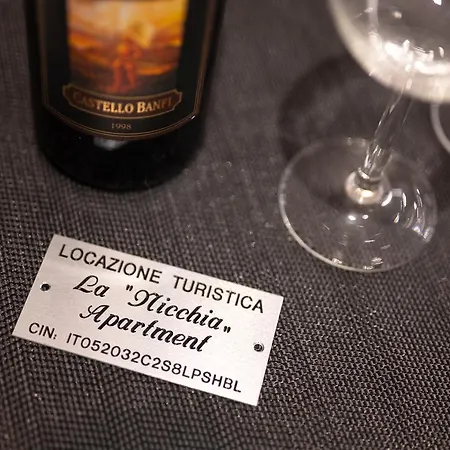 CASTELLO BANFI
1998
LOCAZIONE TURISTICA
La "Nicchia"
Apartment
CIN: IT052032C2S8LPSHBL